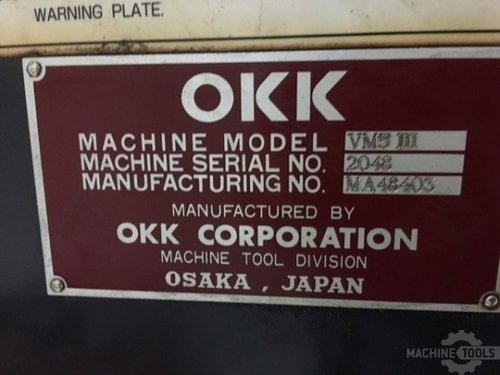 WARNING PLATE.
OKK
MACHINE MODEL VM5 III
MACHINE SERIAL NO. 2048
MANUFACTURING NO. MA48403
MANUFACTURED BY
OKK CORPORATION
MACHINE TOOL DIVISION
OSAKA , JAPAN
MACHINE TOOLS